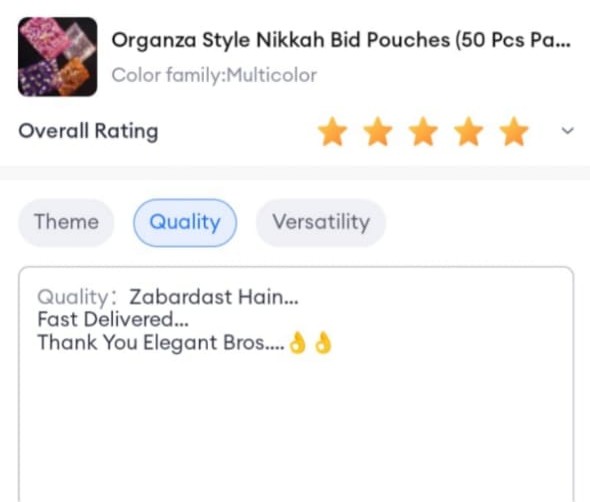 Organza Style Nikkah Bid Pouches (50 Pcs Pa...
Color family:Multicolor
Overall Rating
Theme
Quality
Versatility
Quality: Zabardast Hain...
Fast Delivered...
Thank You Elegant Bros....👌👌